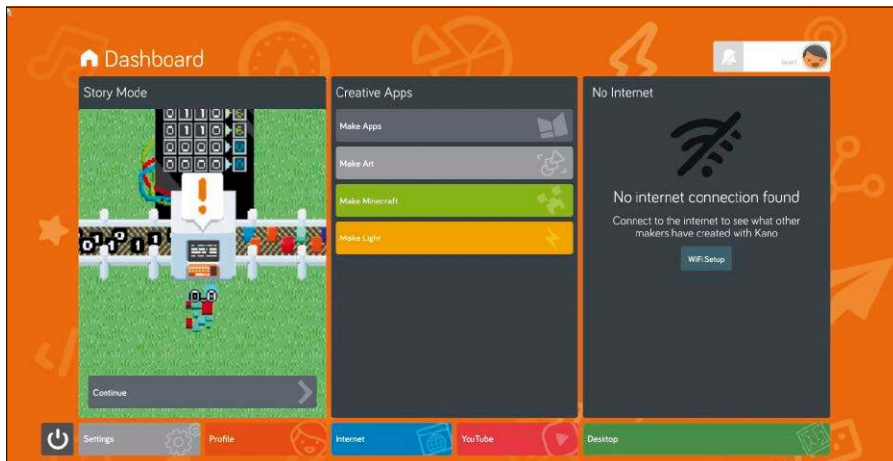 Dashboard
Story Mode
Creative Apps
No Internet
Make Apps
Make Art
Make Minecraft
Make Light
No internet connection found
Connect to the internet to see what other
makers have created with Kano
WiFi Setup
Continue
Settings
Profile
Internet
YouTube
Desktop